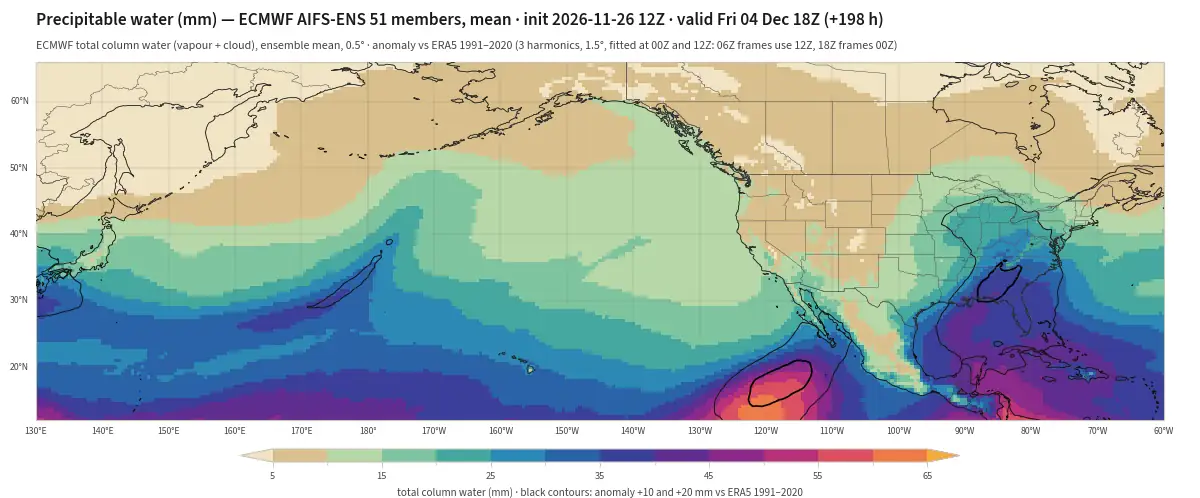 Precipitable water (mm) — ECMWF AIFS-ENS 51 members, mean · init 2026-11-26 12Z · valid Fri 04 Dec 18Z (+198 h)
ECMWF total column water (vapour + cloud), ensemble mean, 0.5° · anomaly vs ERA5 1991–2020 (3 harmonics, 1.5°, fitted at 00Z and 12Z: 06Z frames use 12Z, 18Z frames 00Z)
60°N
50°N
40°N
30°N
20°N
130°E 140°E 150°E 160°E 170°E 180° 170°W 160°W 150°W 140°W 130°W 120°W 110°W 100°W 90°W 80°W 70°W 60°W
5 15 25 35 45 55 65
total column water (mm) · black contours: anomaly +10 and +20 mm vs ERA5 1991–2020